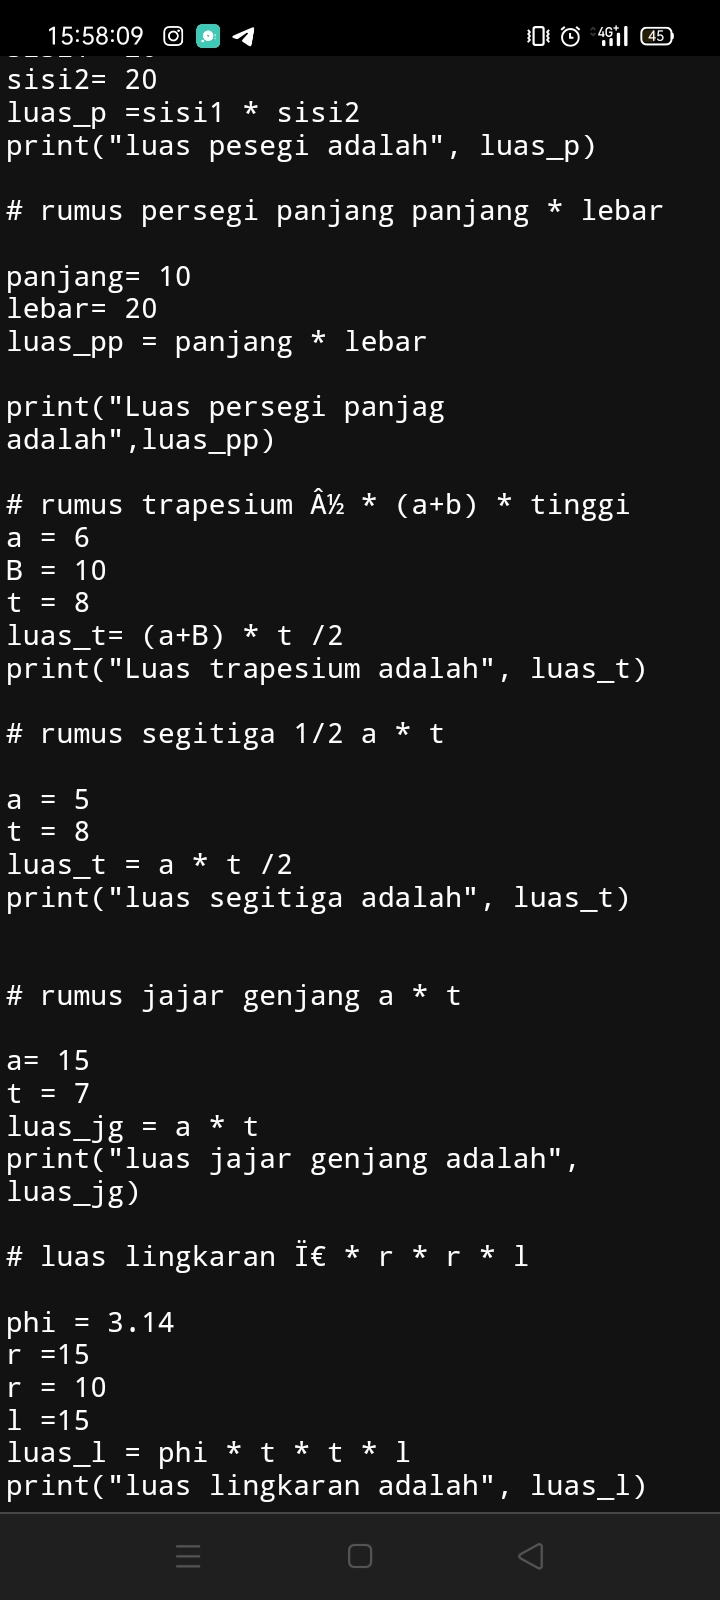 15:58:09
4G+
45
sisi2= 20
luas_p =sisi1 * sisi2
print("luas pesegi adalah", luas_p)
# rumus persegi panjang panjang * lebar
panjang= 10
lebar= 20
luas_pp = panjang * lebar
print("Luas persegi panjag
adalah",luas_pp)
# rumus trapesium Â½ * (a+b) * tinggi
a = 6
B = 10
t = 8
luas_t= (a+B) * t /2
print("Luas trapesium adalah", luas_t)
# rumus segitiga 1/2 a * t
a = 5
t = 8
luas_t = a * t /2
print("luas segitiga adalah", luas_t)
# rumus jajar genjang a * t
a= 15
t = 7
luas_jg = a * t
print("luas jajar genjang adalah",
luas_jg)
# luas lingkaran Ï€ * r * r * l
phi = 3.14
r =15
r = 10
l =15
luas_l = phi * t * t * l
print("luas lingkaran adalah", luas_l)